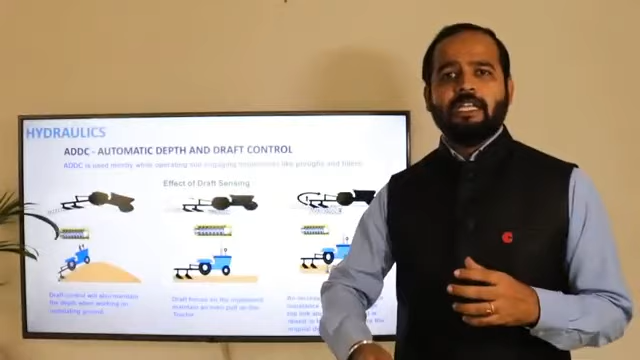 HYDRAULICS
ADDC - AUTOMATIC DEPTH AND DRAFT CONTROL
ADDC is used mostly while operating soil engaging implements like ploughs and tillers
Effect of Draft Sensing
Draft control will also maintain
the depth when working on
undulating ground.
Draft forces on the implement
maintain an even pull on the
Tractor